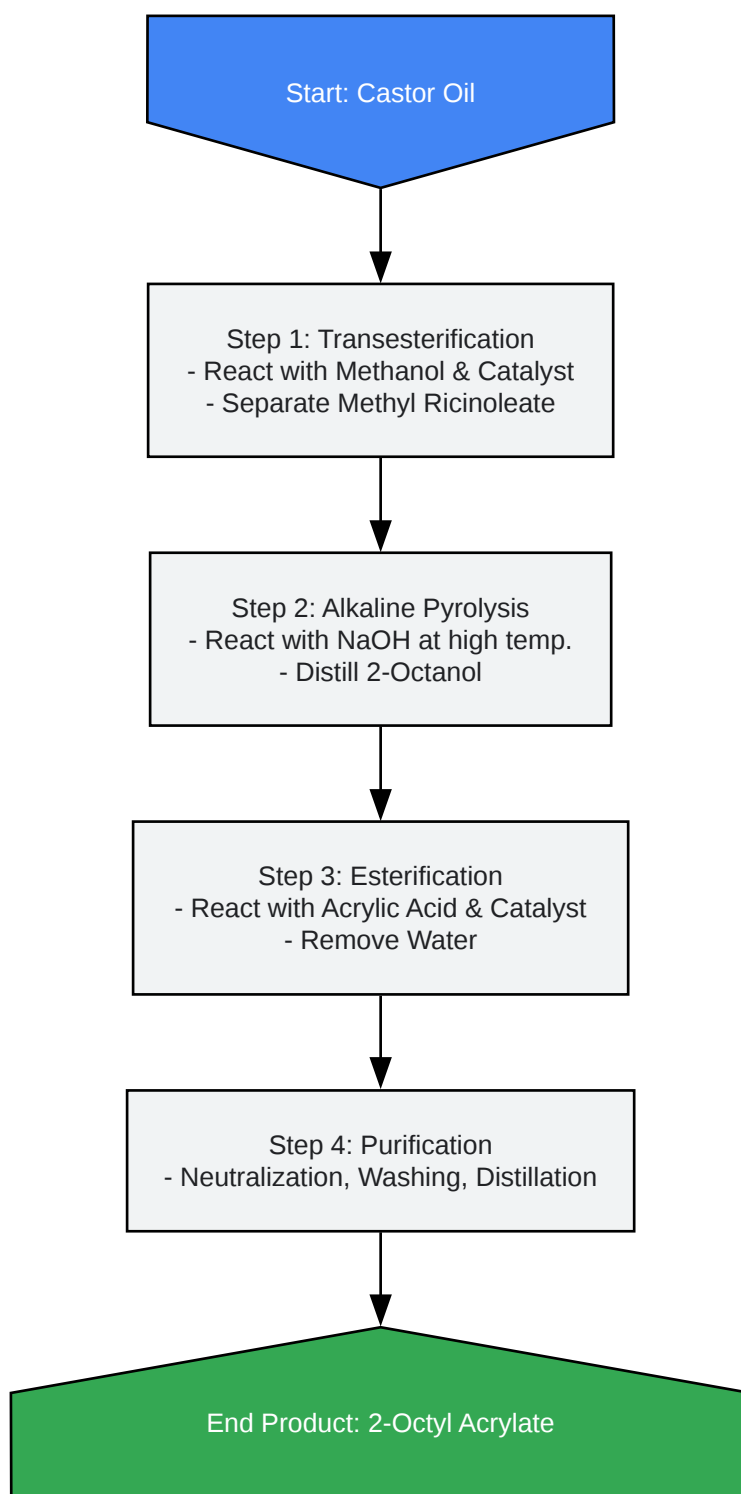 Start: Castor Oil
Step 1: Transesterification
- React with Methanol & Catalyst
- Separate Methyl Ricinoleate
Step 2: Alkaline Pyrolysis
- React with NaOH at high temp.
- Distill 2-Octanol
Step 3: Esterification
- React with Acrylic Acid & Catalyst
- Remove Water
Step 4: Purification
- Neutralization, Washing, Distillation
End Product: 2-Octyl Acrylate